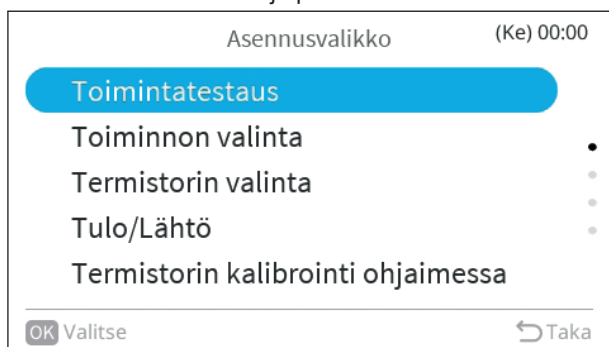 Asennusvalikko
(Ke) 00:00
Toimintatestaus
Toiminnon valinta
Termistorin valinta
Tulo/Lähtö
Termistorin kalibrointi ohjaimessa
OK Valitse
Taka